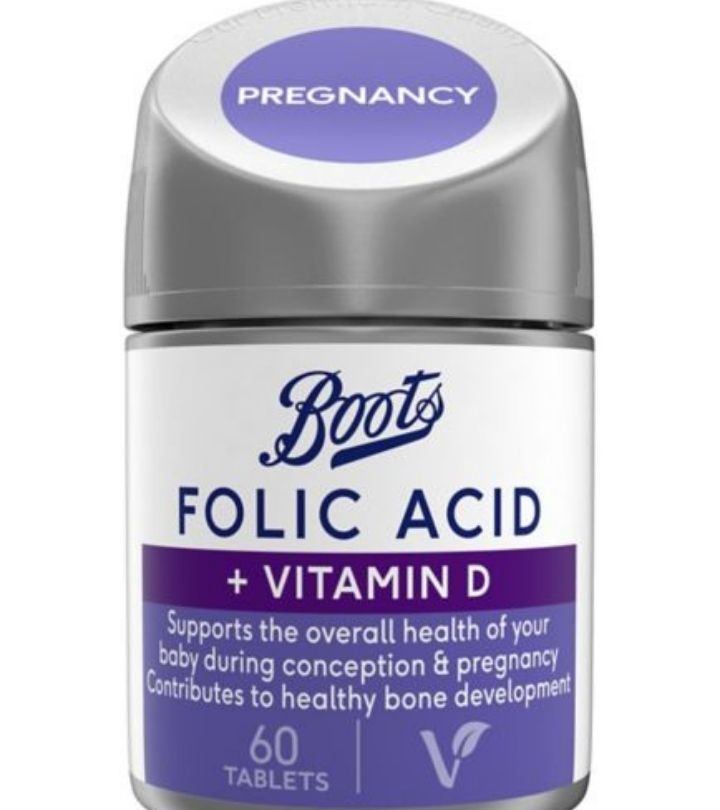 PREGNANCY
Boots
FOLIC ACID
+ VITAMIN D
Supports the overall health of your
baby during conception & pregnancy
Contributes to healthy bone development
60
TABLETS